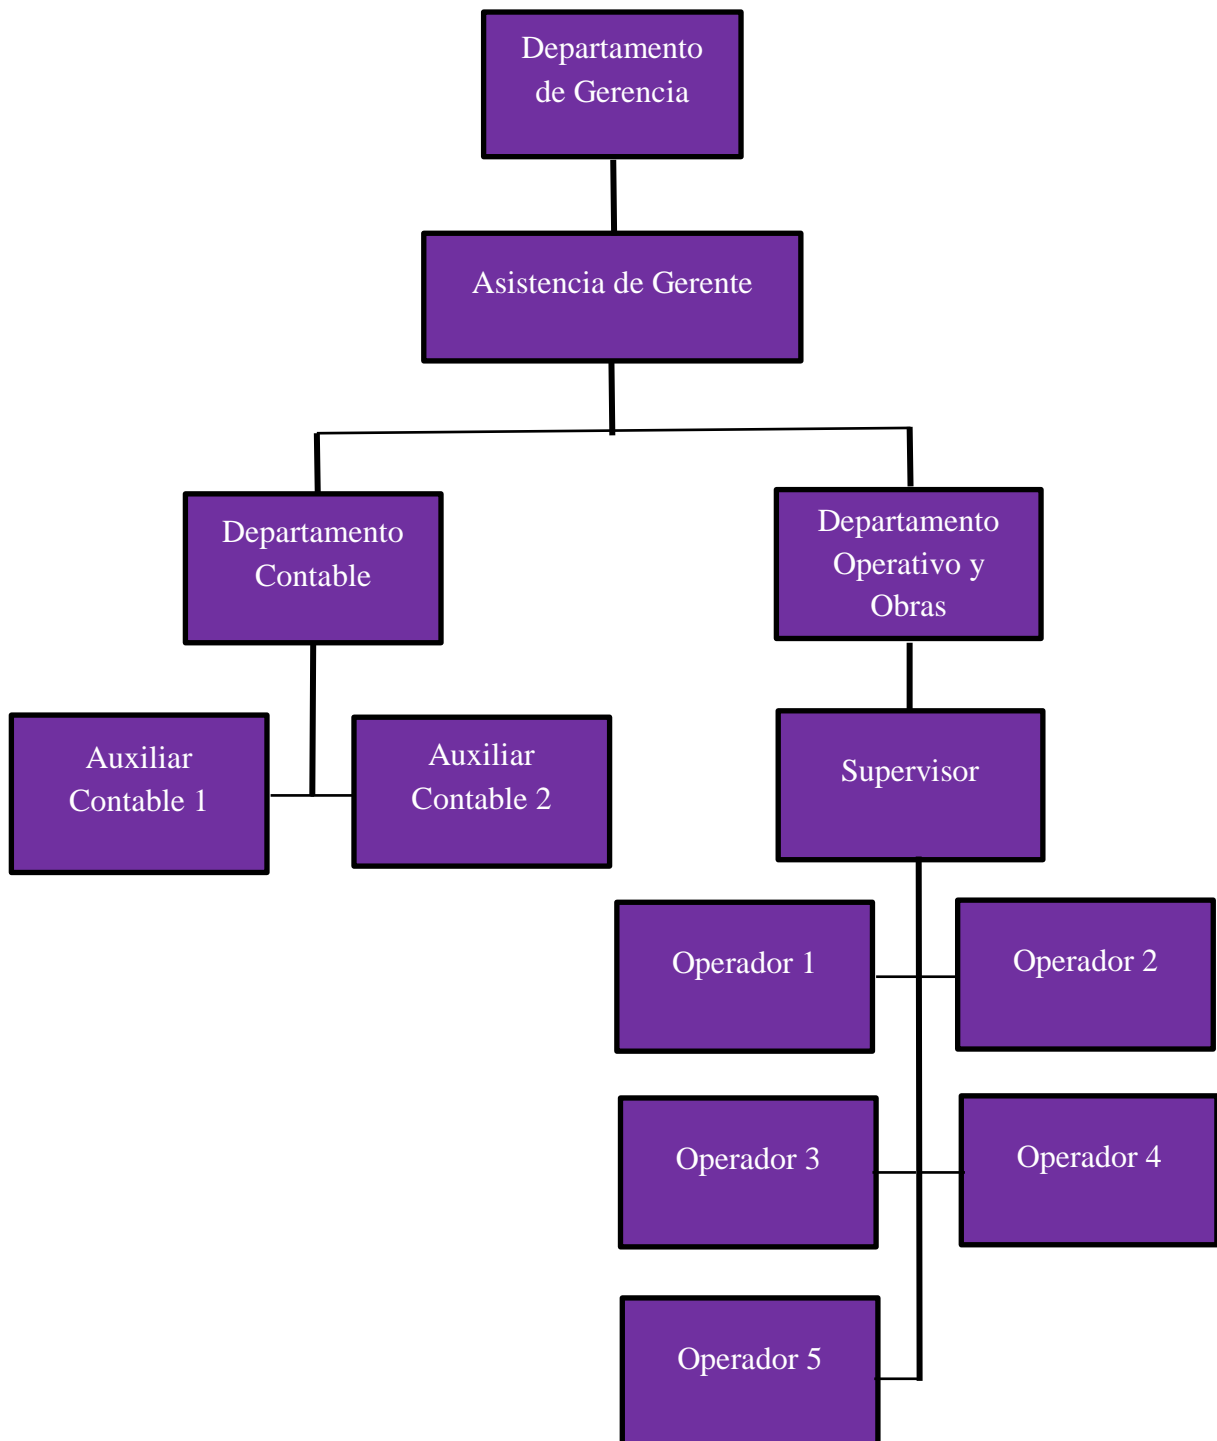 Departamento
de Gerencia
Asistencia de Gerente
Departamento
Contable
Departamento
Operativo y
Obras
Auxiliar
Contable 1
Auxiliar
Contable 2
Supervisor
Operador 1
Operador 2
Operador 3
Operador 4
Operador 5